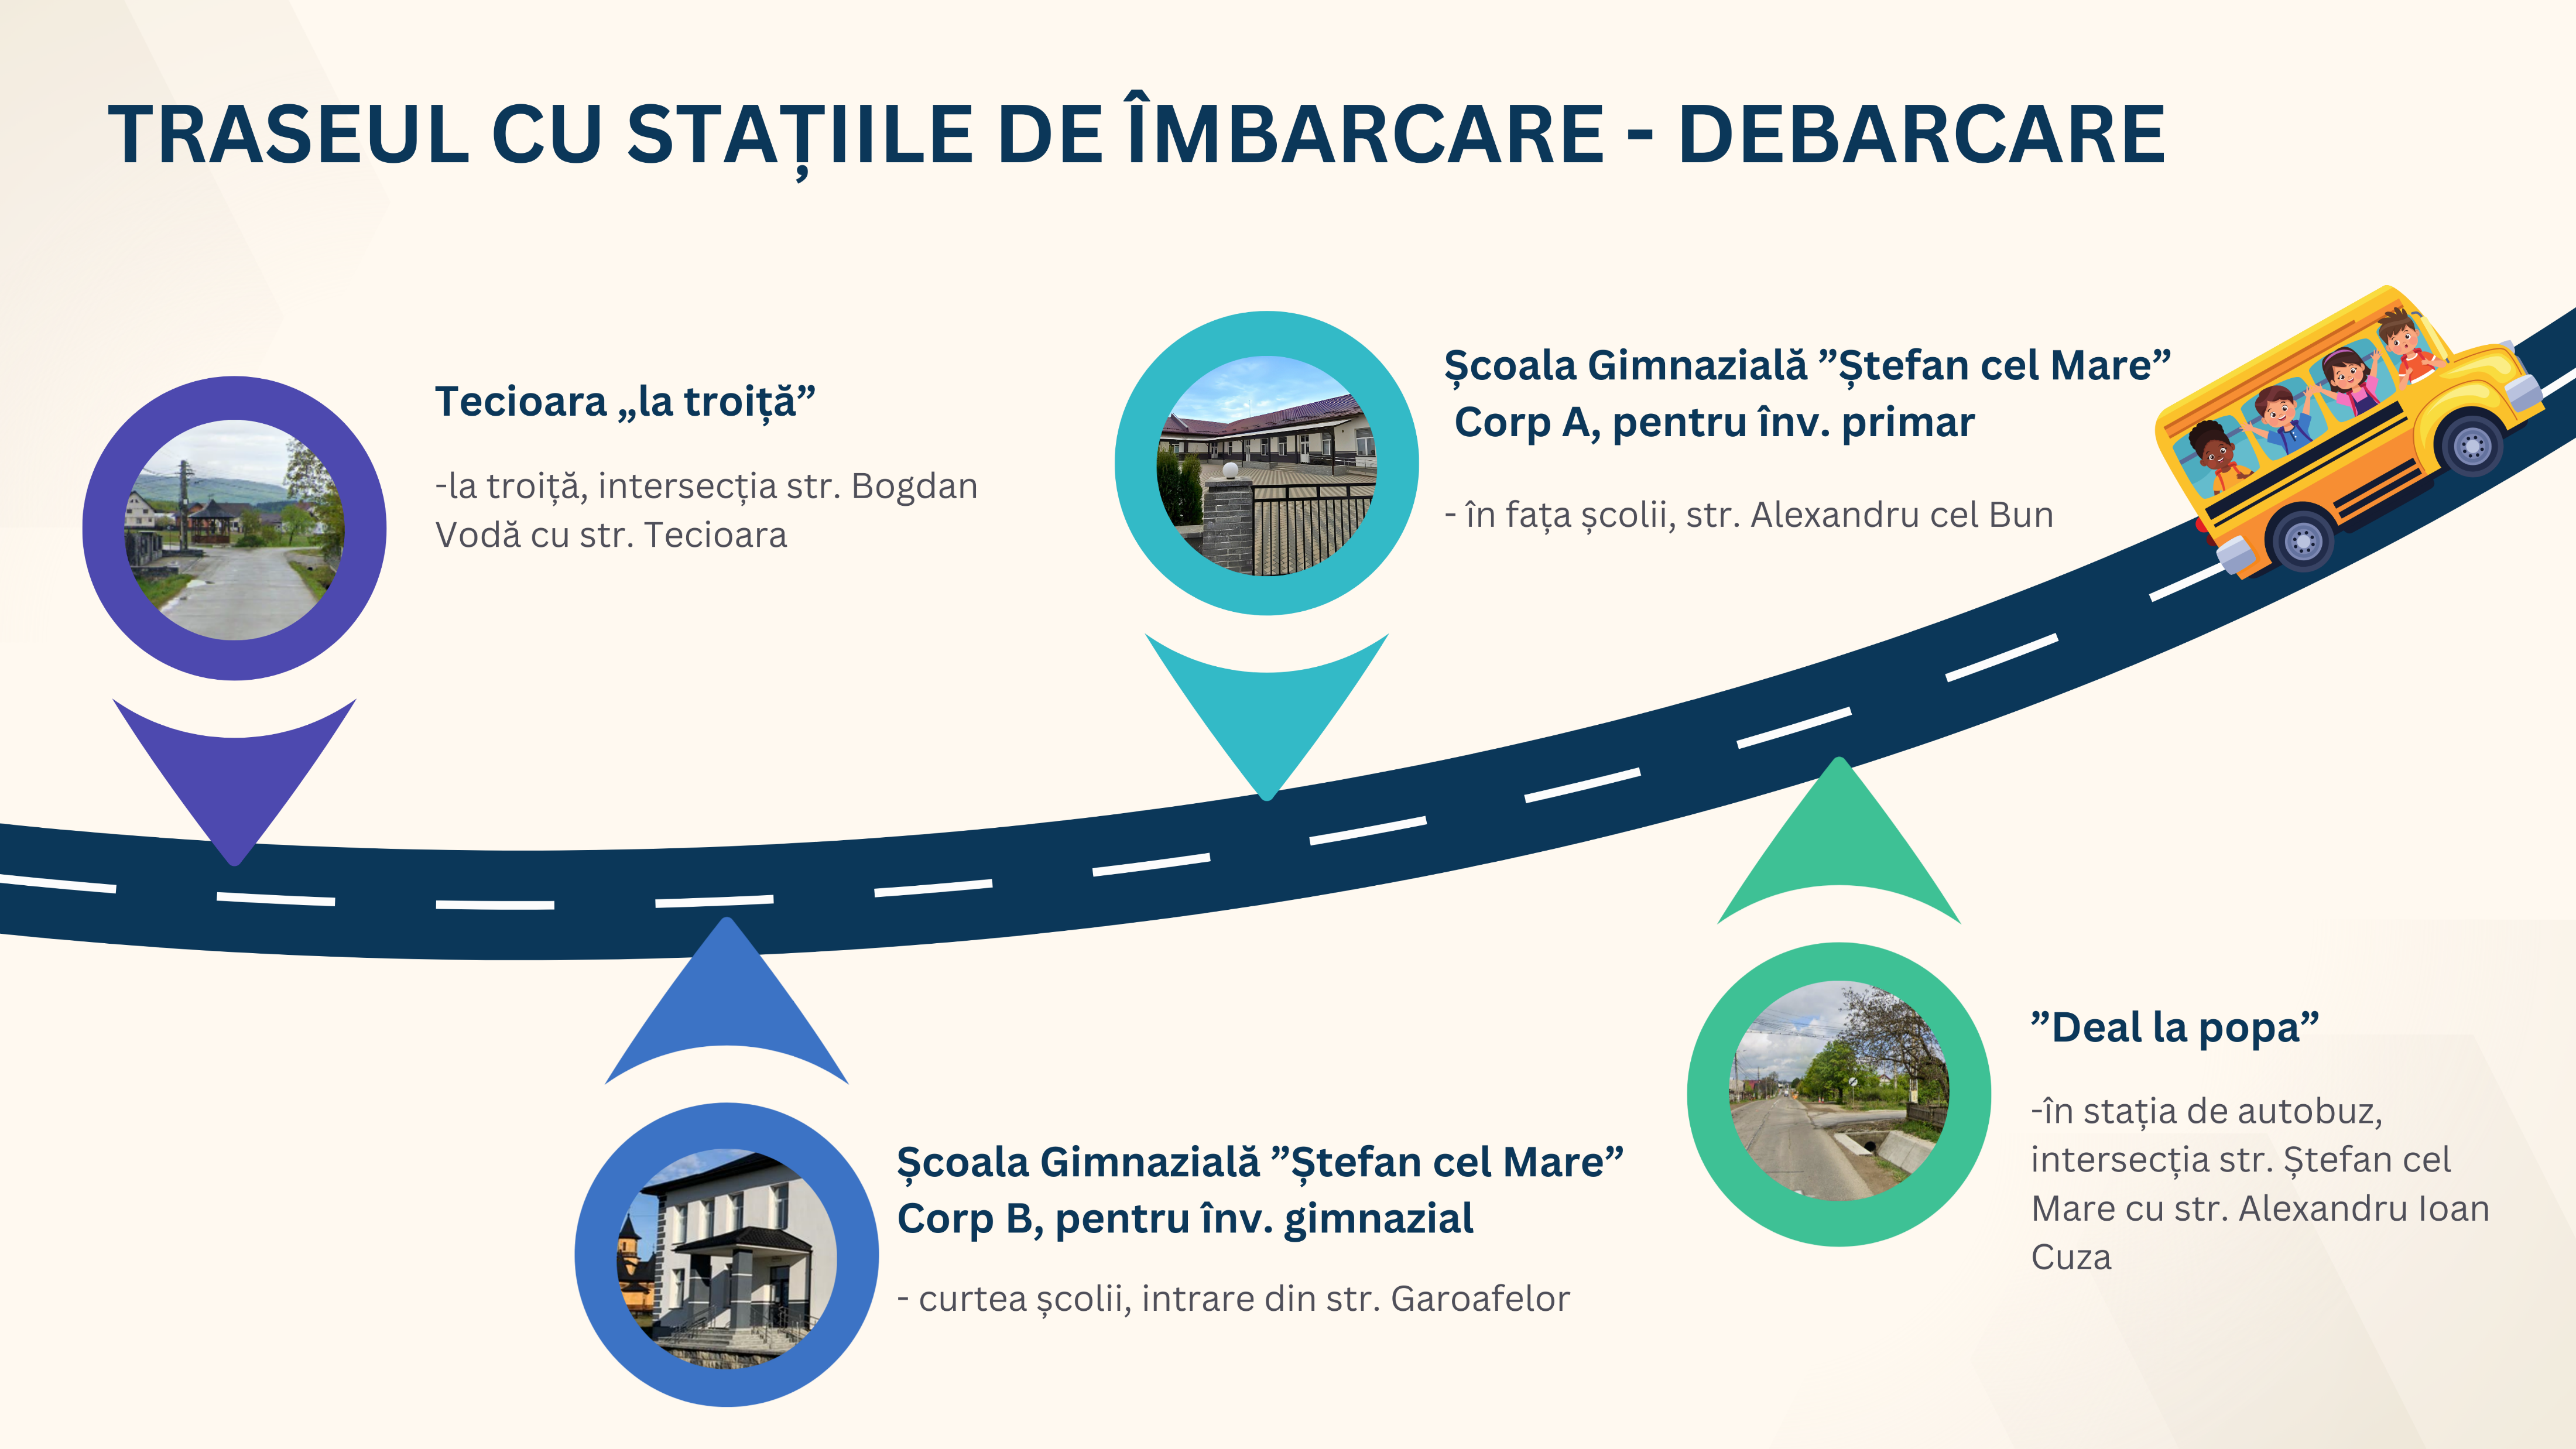 TRASEUL CU STAȚIILE DE ÎMBARCARE - DEBARCARE
Tecioara „la troiță”
-la troiță, intersecția str. Bogdan
Vodă cu str. Tecioara
Școala Gimnazială ”Ștefan cel Mare”
Corp A, pentru înv. primar
- în fața școlii, str. Alexandru cel Bun
Școala Gimnazială ”Ștefan cel Mare”
Corp B, pentru înv. gimnazial
- curtea școlii, intrare din str. Garoafelor
”Deal la popa”
-în stația de autobuz,
intersecția str. Ștefan cel
Mare cu str. Alexandru Ioan
Cuza